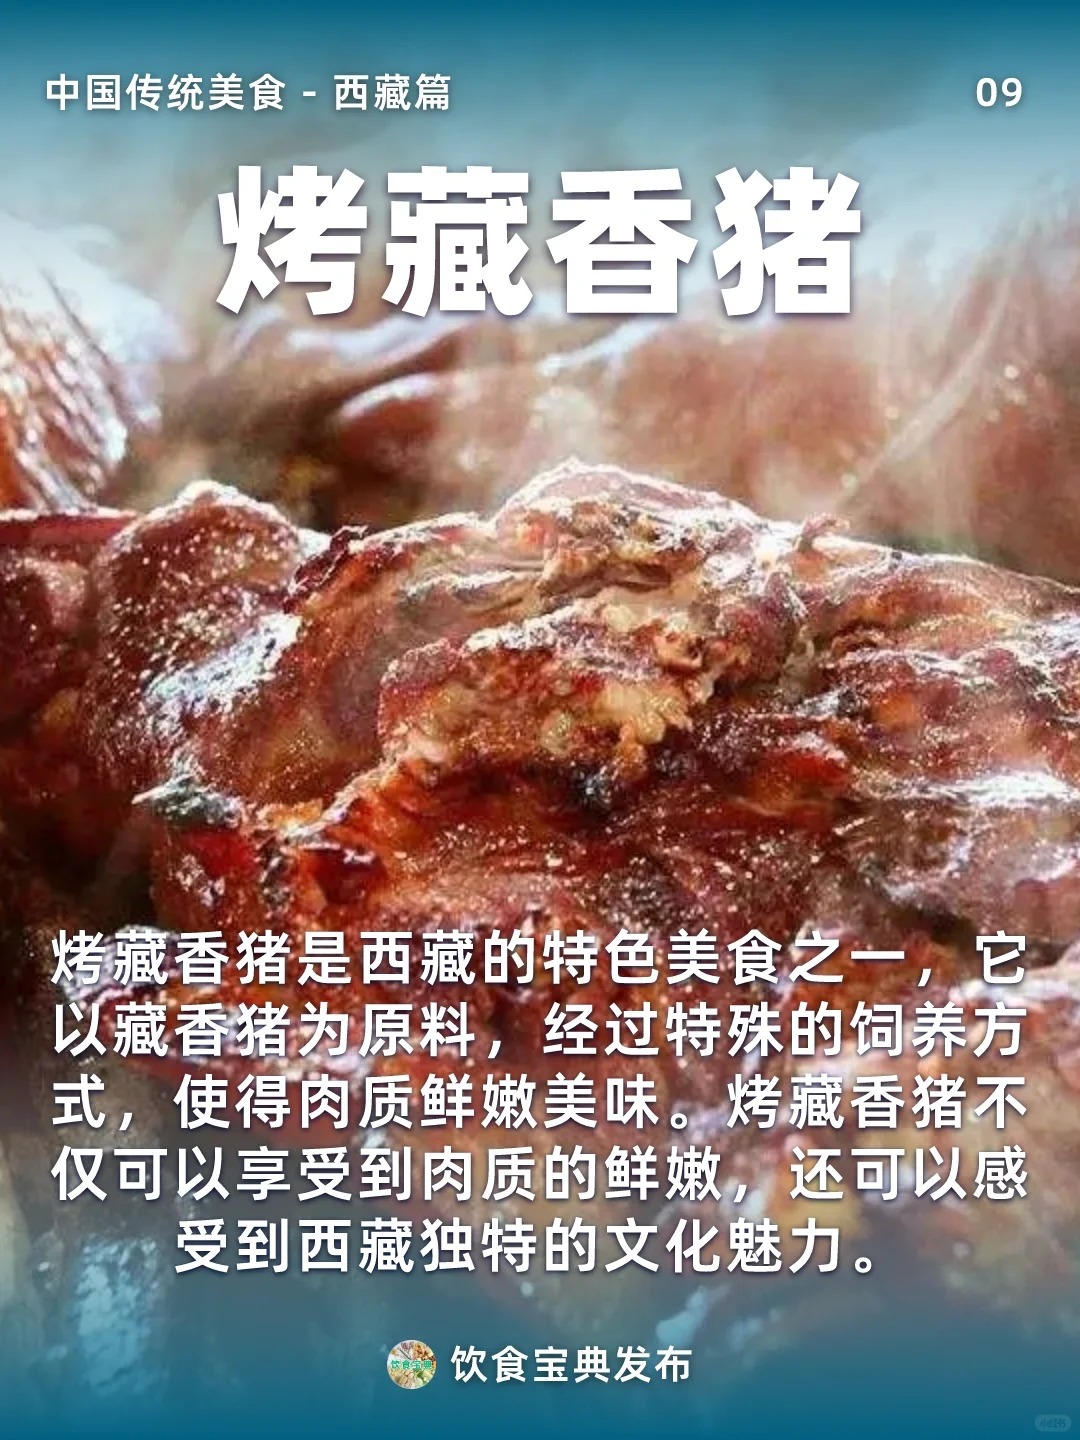 中国传统美食 - 西藏篇
09
烤藏香猪
烤藏香猪是西藏的特色美食之一，它
以藏香猪为原料，经过特殊的饲养方
式，使得肉质鲜嫩美味。烤藏香猪不
仅可以享受到肉质的鲜嫩，还可以感
受到西藏独特的文化魅力。
饮食宝典
饮食宝典发布